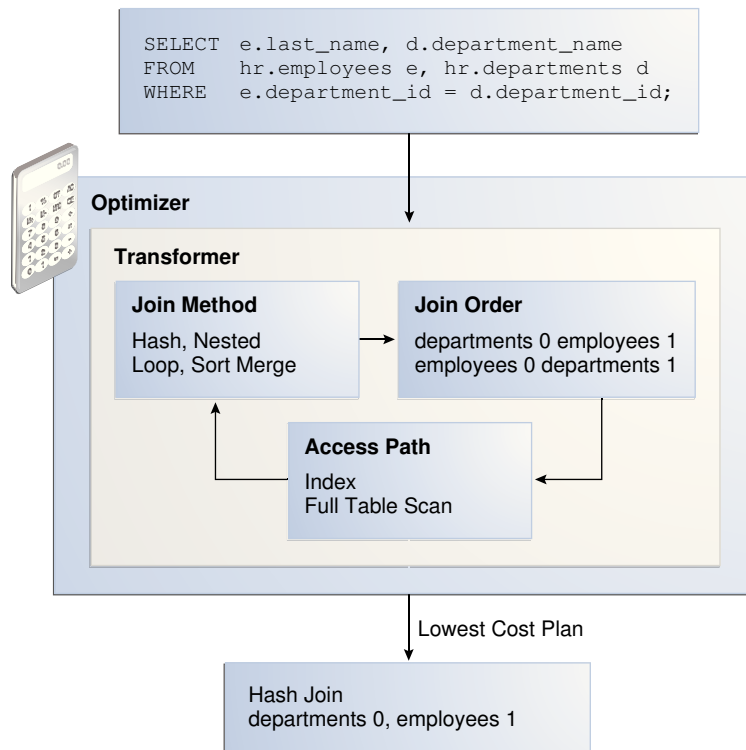 SELECT  e.last_name, d.department_name
FROM    hr.employees e, hr.departments d
WHERE   e.department_id = d.department_id;
Optimizer
Transformer
Join Method
Hash, Nested
Loop, Sort Merge
Join Order
departments 0 employees 1
employees 0 departments 1
Access Path
Index
Full Table Scan
Lowest Cost Plan
Hash Join
departments 0, employees 1